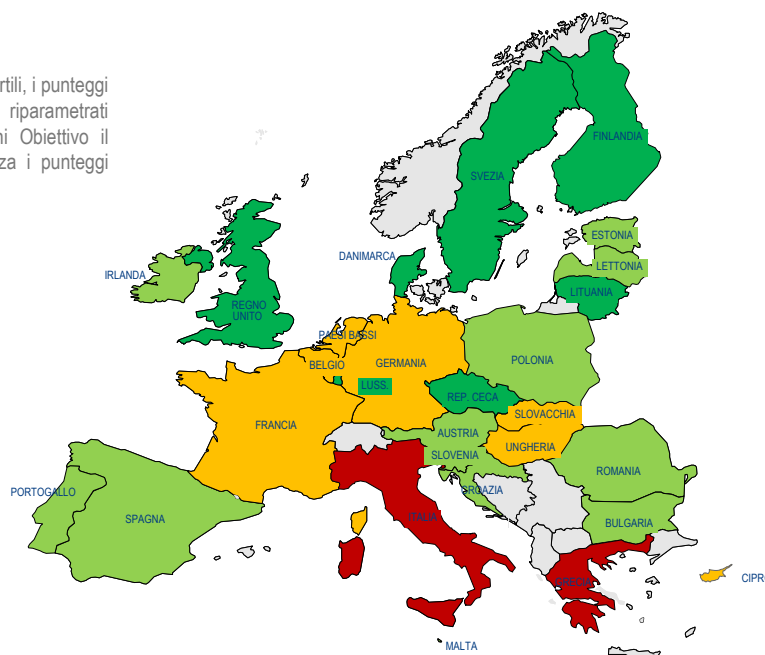 rtili, i punteggi
riparametrati
ni Obiettivo il
za i punteggi
FINLANDIA
SVEZIA
ESTONIA
DANIMARCA
LETTONIA
IRLANDA
LITUANIA
REGNO
UNITO
PAESI BASSI
BELGIO
GERMANIA
POLONIA
LUSS.
REP. CECA
SLOVACCHIA
FRANCIA
AUSTRIA
UNGHERIA
SLOVENIA
ROMANIA
PORTOGALLO
CROAZIA
SPAGNA
ITALIA
BULGARIA
CIPR
GRECIA
MALTA